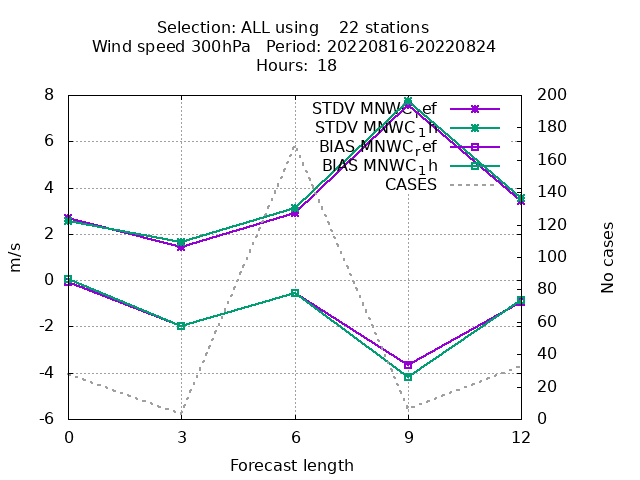 Selection: ALL using    22 stations
Wind speed 300hPa   Period: 20220816-20220824
Hours: 18
STDV MNWC_ref
STDV MNWC_1h
BIAS MNWC_ref
BIAS MNWC_1h
CASES
8
6
4
2
0
-2
-4
-6
m/s
200
180
160
140
120
100
80
60
40
20
0
No cases
0 3 6 9 12
Forecast length